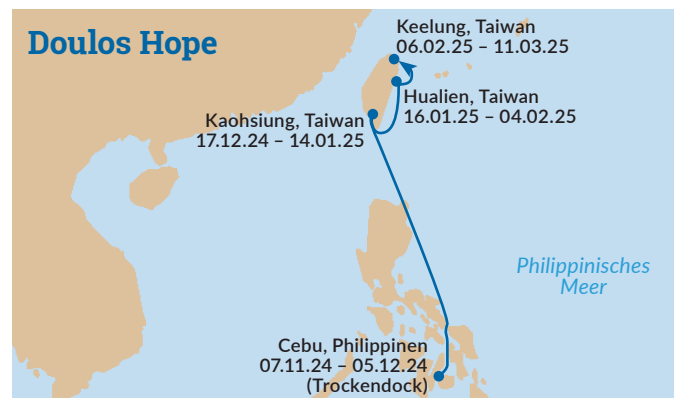 Doulos Hope
Keelung, Taiwan
06.02.25 – 11.03.25
Hualien, Taiwan
16.01.25 – 04.02.25
Kaohsiung, Taiwan
17.12.24 – 14.01.25
Philippinisches
Meer
Cebu, Philippinen
07.11.24 – 05.12.24
(Trockendock)